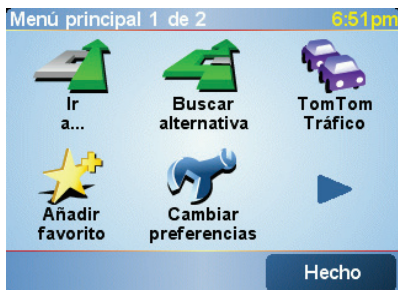 Menú principal 1 de 2
6:51pm
Ir
a...
Buscar
alternativa
TomTom
Tráfico
Añadir
favorito
Cambiar
preferencias
Hecho